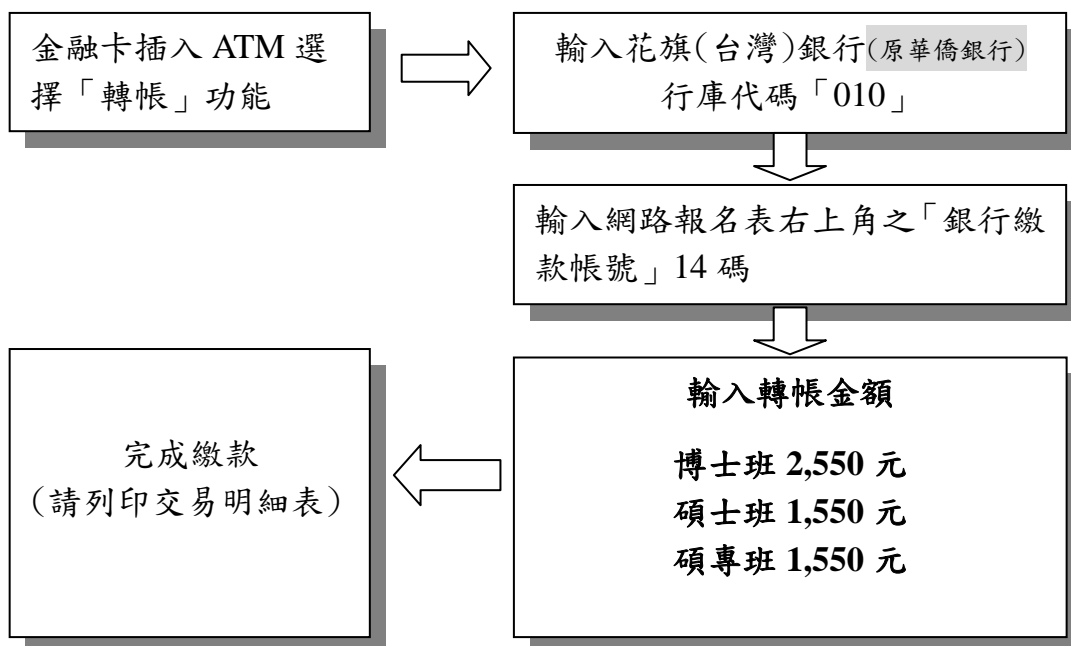 金融卡插入 ATM 選
擇「轉帳」功能
輸入花旗(台灣)銀行(原華僑銀行)
行庫代碼「010」
輸入網路報名表右上角之「銀行繳
款帳號」14 碼
輸入轉帳金額
博士班 2,550 元
碩士班 1,550 元
碩專班 1,550 元
完成繳款
(請列印交易明細表)